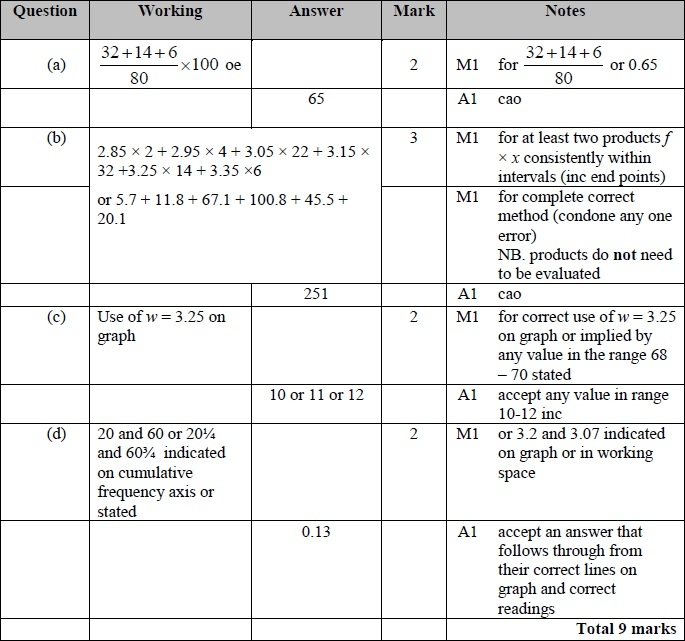 Question Working Answer Mark Notes
(a) 32 + 14 + 6 / 80 ×100 oe 2 M1 for 32 + 14 + 6 / 80 or 0.65
65 A1 cao
(b) 3 M1 for at least two products f
× x consistently within
intervals (inc end points)
2.85 × 2 + 2.95 × 4 + 3.05 × 22 + 3.15 ×
32 +3.25 × 14 + 3.35 ×6
or 5.7 + 11.8 + 67.1 + 100.8 + 45.5 +
20.1
M1 for complete correct
method (condone any one
error)
NB. products do not need
to be evaluated
251 A1 cao
(c) Use of w = 3.25 on
graph
2 M1 for correct use of w = 3.25
on graph or implied by
any value in the range 68
– 70 stated
10 or 11 or 12 A1 accept any value in range
10-12 inc
(d) 20 and 60 or 20¼
and 60¾ indicated
on cumulative
frequency axis or
stated
2 M1 or 3.2 and 3.07 indicated
on graph or in working
space
0.13 A1 accept an answer that
follows through from
their correct lines on
graph and correct
readings
Total 9 marks